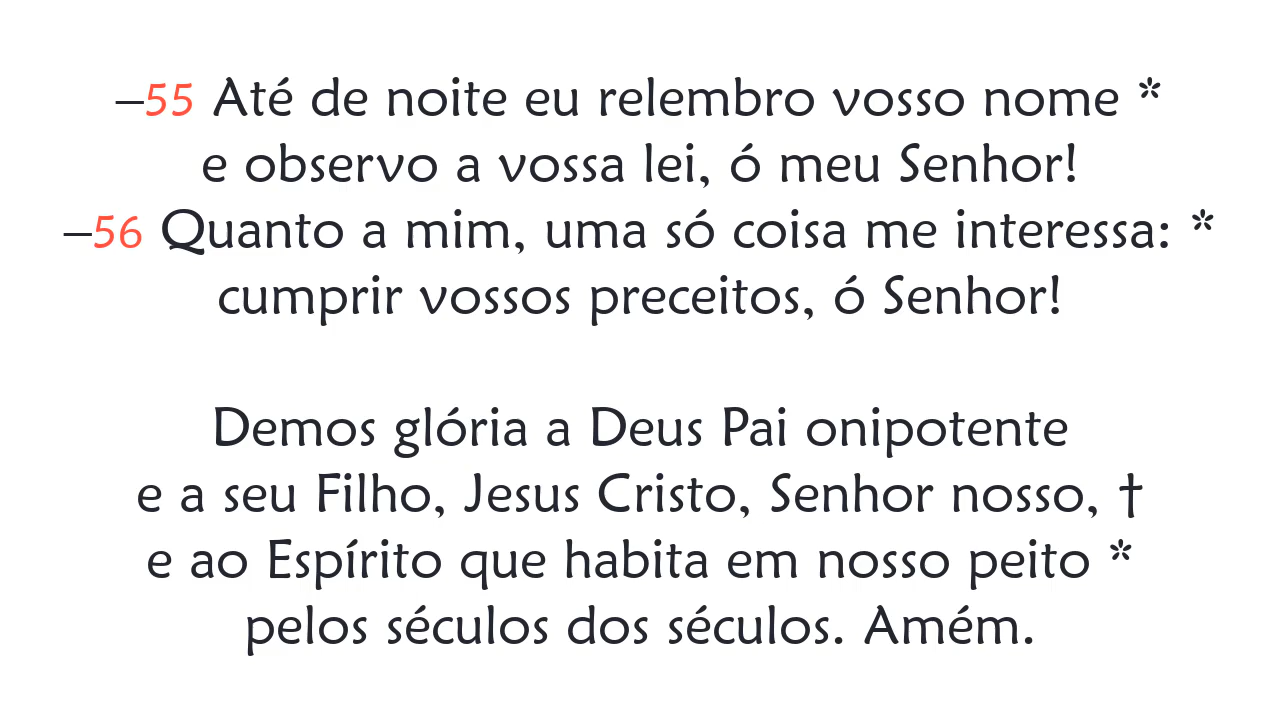 –55 Até de noite eu relembro vosso nome *
e observo a vossa lei, ó meu Senhor!
–56 Quanto a mim, uma só coisa me interessa: *
cumprir vossos preceitos, ó Senhor!
Demos glória a Deus Pai onipotente
e a seu Filho, Jesus Cristo, Senhor nosso, †
e ao Espírito que habita em nosso peito *
pelos séculos dos séculos. Amém.